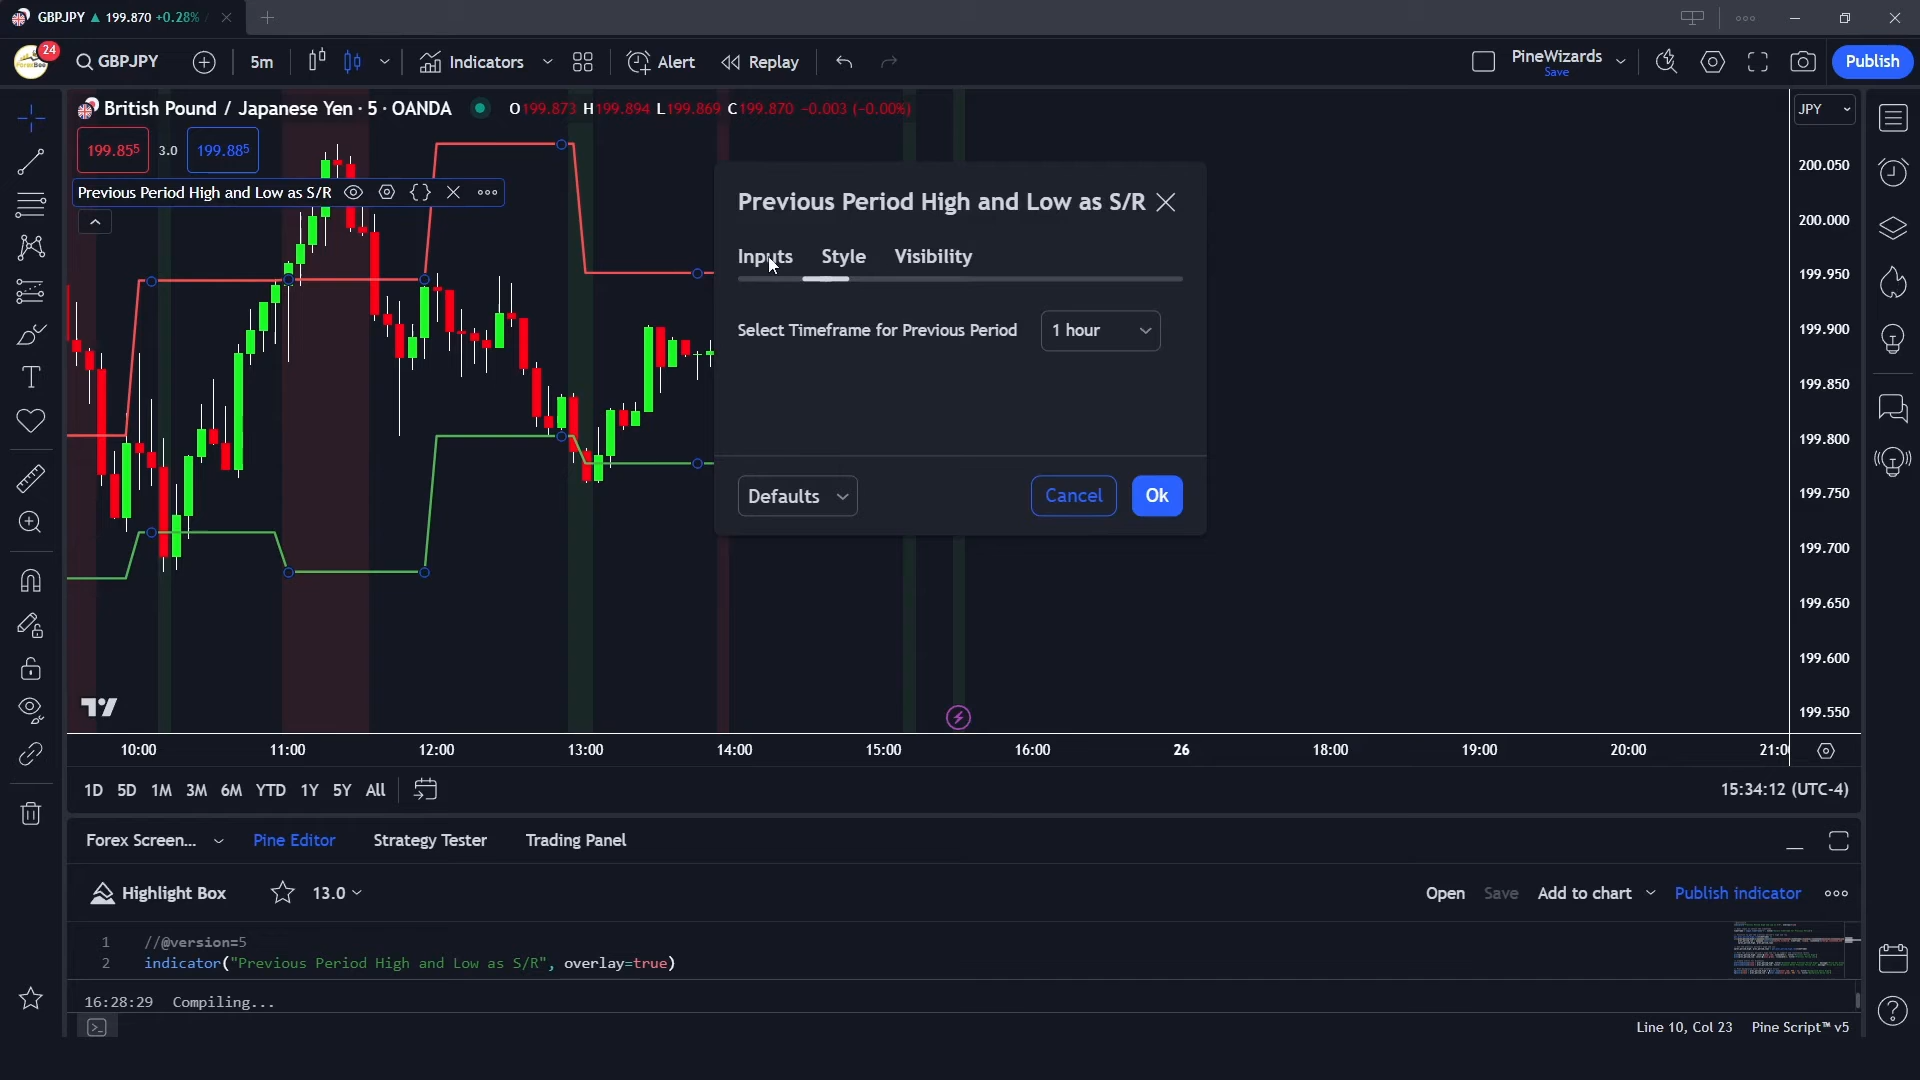 GBPJPY ▲ 199.870 +0.28%
24
GBPJPY
5m
Indicators
Alert
Replay
PineWizards
Save
Publish
British Pound / Japanese Yen · 5 · OANDA
O199.873 H199.894 L199.869 C199.870 -0.003 (-0.00%)
JPY
199.855
3.0
199.885
Previous Period High and Low as S/R
Previous Period High and Low as S/R
Inputs
Style
Visibility
Select Timeframe for Previous Period
1 hour
Defaults
Cancel
Ok
200.050
200.000
199.950
199.900
199.850
199.800
199.750
199.700
199.650
199.600
199.550
10:00
11:00
12:00
13:00
14:00
15:00
16:00
26
18:00
19:00
20:00
21:0
1D 5D 1M 3M 6M YTD 1Y 5Y All
15:34:12 (UTC-4)
Forex Screen...
Pine Editor
Strategy Tester
Trading Panel
Highlight Box
13.0
Open
Save
Add to chart
Publish indicator
1 //@version=5
2 indicator("Previous Period High and Low as S/R", overlay=true)
16:28:29 Compiling...
Line 10, Col 23
Pine Script™ v5